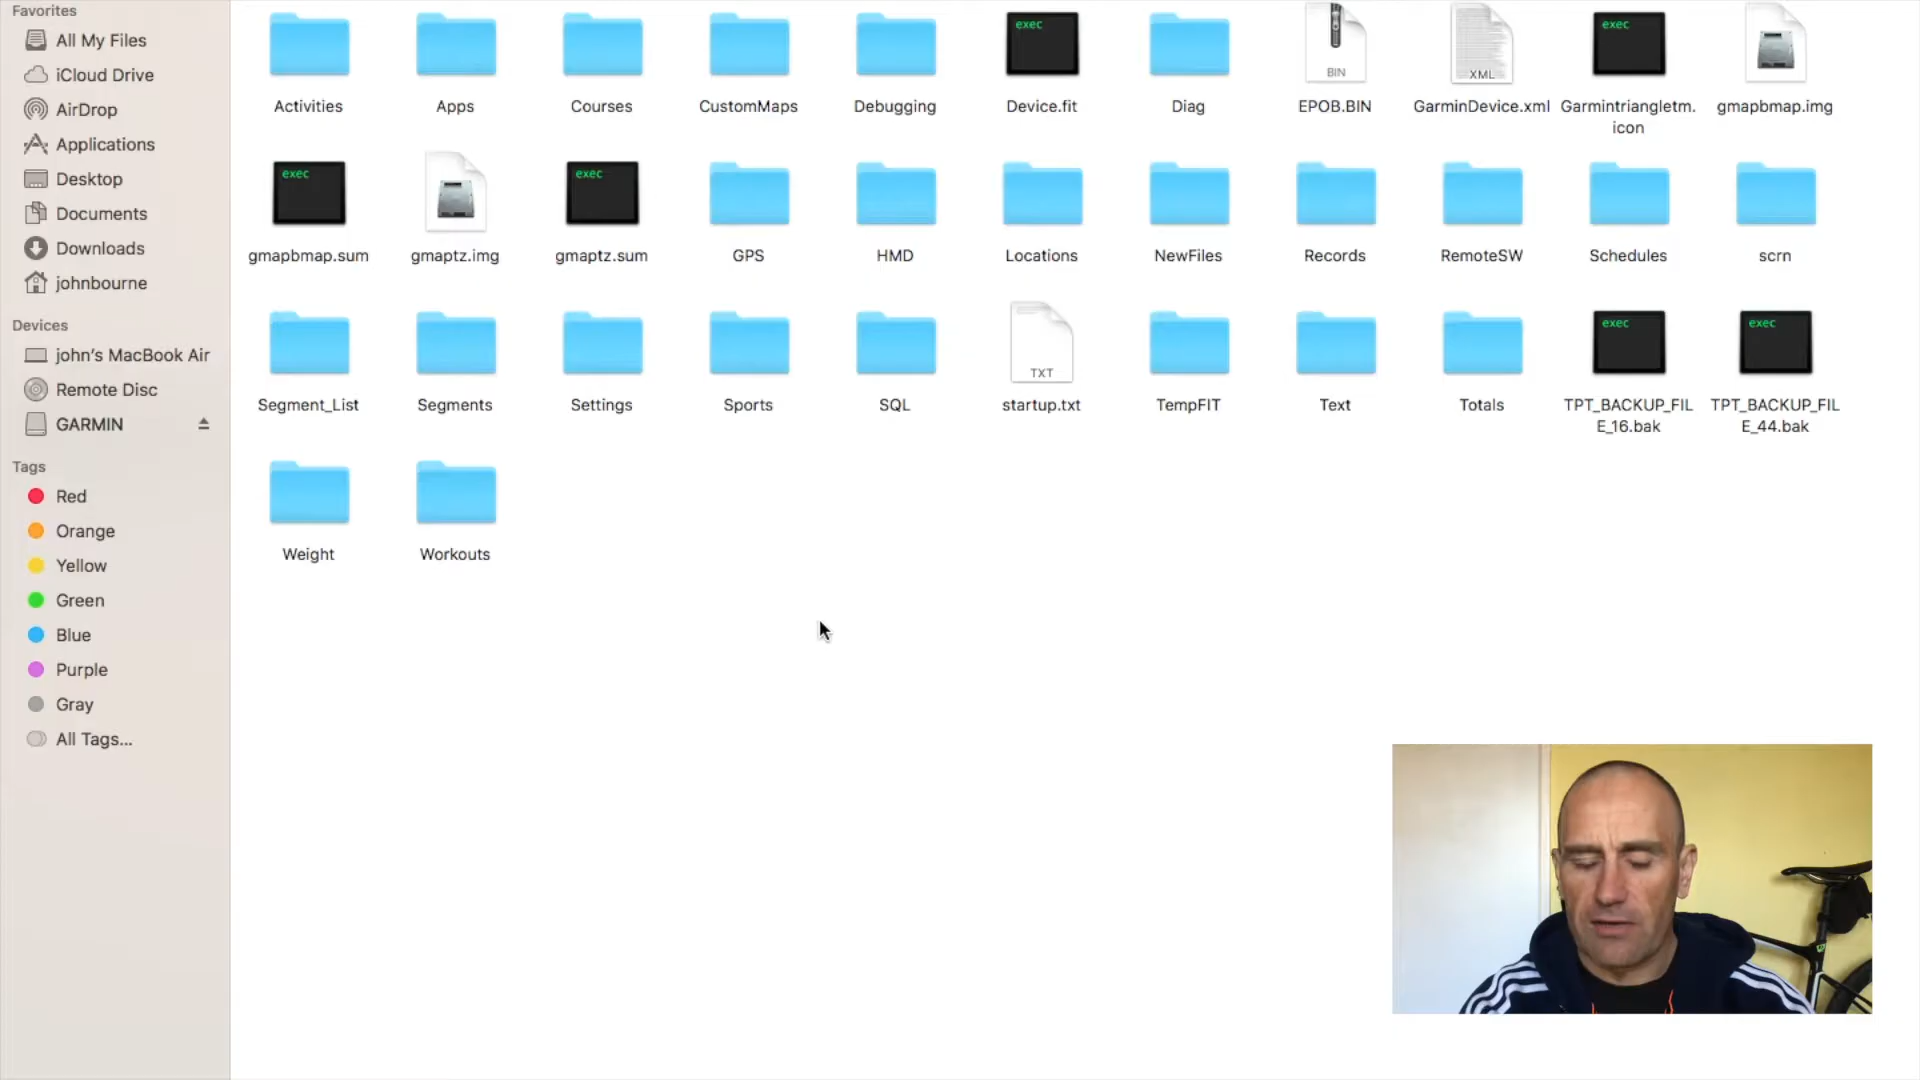 Favorites
All My Files
iCloud Drive
AirDrop
Applications
Desktop
Documents
Downloads
johnbourne
Devices
john's MacBook Air
Remote Disc
GARMIN
Tags
Red
Orange
Yellow
Green
Blue
Purple
Gray
All Tags...
exec
BIN
XML
exec
Activities
Apps
Courses
CustomMaps
Debugging
Device.fit
Diag
EPOB.BIN
GarminDevice.xml
Garmintriangletm.
icon
gmapbmap.img
exec
exec
gmapbmap.sum
gmaptz.img
gmaptz.sum
GPS
HMD
Locations
NewFiles
Records
RemoteSW
Schedules
scrn
TXT
exec
exec
Segment_List
Segments
Settings
Sports
SQL
startup.txt
TempFIT
Text
Totals
TPT_BACKUP_FIL
E_16.bak
TPT_BACKUP_FIL
E_44.bak
Weight
Workouts